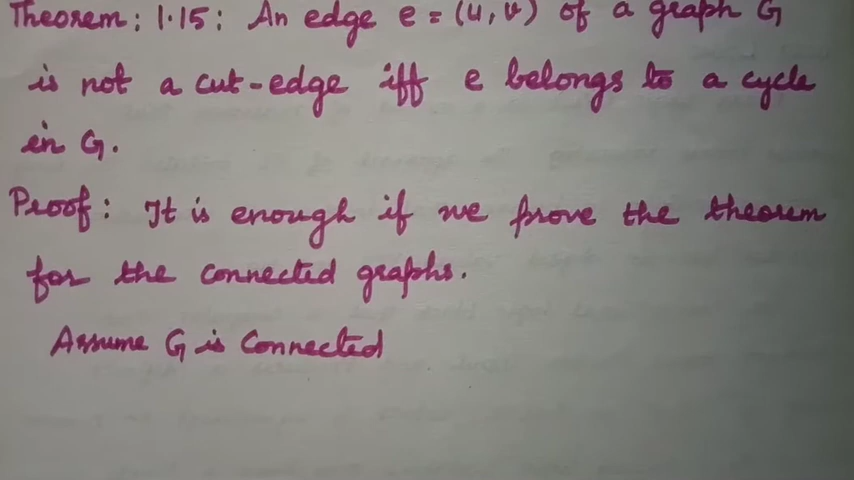 Theorem: 1.15: An edge e = (u, v) of a graph G
is not a cut-edge iff e belongs to a cycle
in G.
Proof: It is enough if we prove the theorem
for the connected graphs.
Assume G is connected